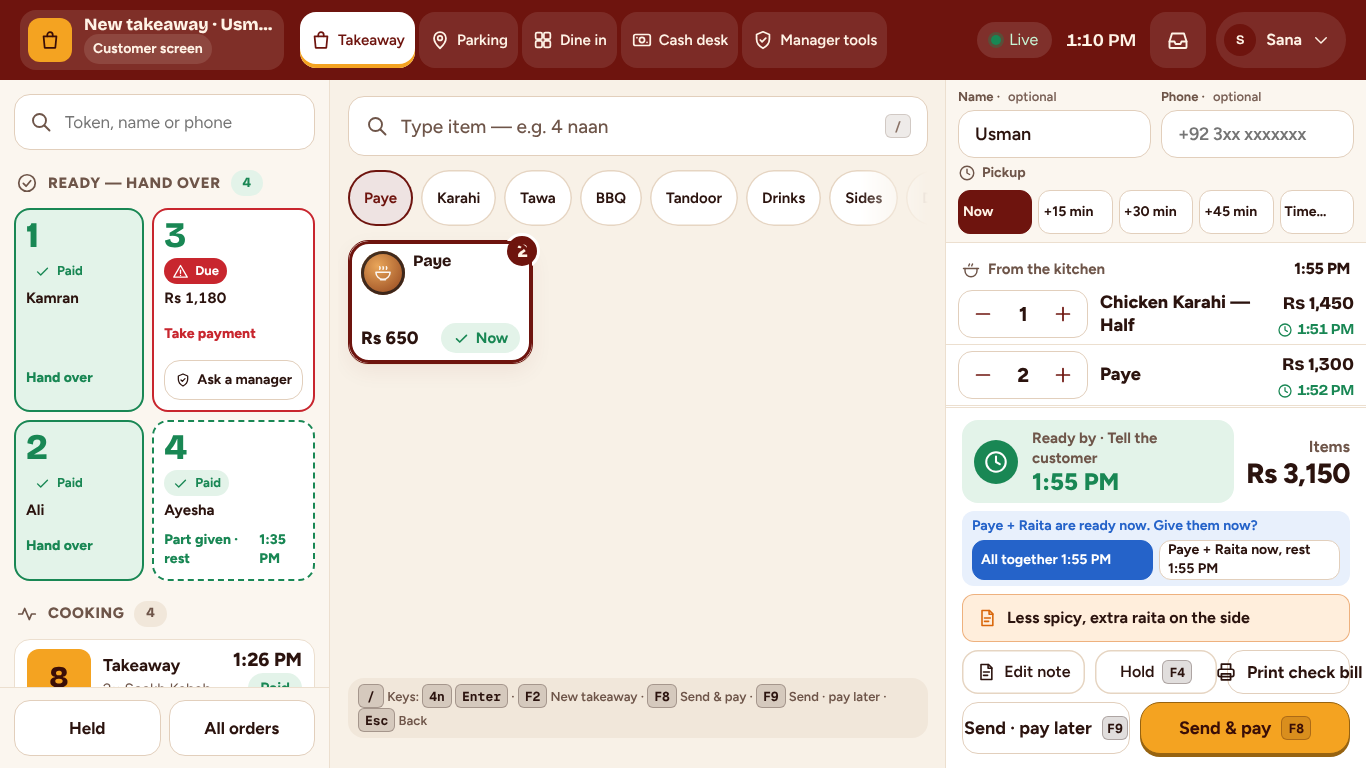 New takeaway · Usm...
Customer screen
Takeaway
Parking
Dine in
Cash desk
Manager tools
Live
1:10 PM
S
Sana
Token, name or phone
READY — HAND OVER 4
1
Paid
Kamran
Hand over
3
Due
Rs 1,180
Take payment
Ask a manager
2
Paid
Ali
Hand over
4
Paid
Ayesha
Part given · rest
1:35 PM
COOKING 4
8
Takeaway
1:26 PM
Paid
Held
All orders
Type item — e.g. 4 naan
/
Paye
Karahi
Tawa
BBQ
Tandoor
Drinks
Sides
2
Paye
Rs 650
Now
/ Keys: 4n Enter · F2 New takeaway · F8 Send & pay · F9 Send · pay later ·
Esc Back
Name · optional
Phone · optional
Usman
+92 3xx xxxxxxx
Pickup
Now
+15 min
+30 min
+45 min
Time...
From the kitchen
1:55 PM
1
Chicken Karahi —
Half
Rs 1,450
1:51 PM
2
Paye
Rs 1,300
1:52 PM
Ready by · Tell the
customer
1:55 PM
Items
Rs 3,150
Paye + Raita are ready now. Give them now?
All together 1:55 PM
Paye + Raita now, rest
1:55 PM
Less spicy, extra raita on the side
Edit note
Hold F4
Print check bill
Send · pay later F9
Send & pay F8